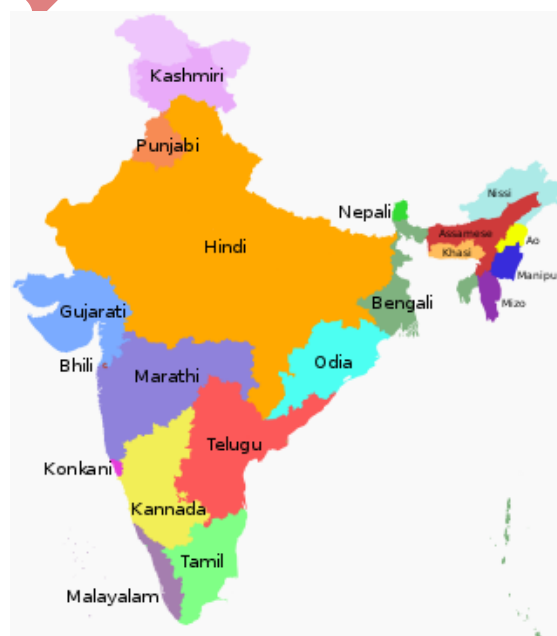 Kashmiri
Punjabi
Nissi
Nepali
Assamese
Ao
Hindi
Khasi
Manipu
Gujarati
Bengali
Mizo
Bhili
Odia
Marathi
Telugu
Konkani
Kannada
Tamil
Malayalam